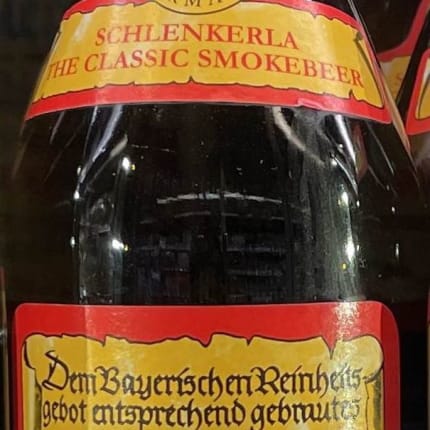 SCHLENKERLA
THE CLASSIC SMOKEBEER
Dem Bayerischen Reinheits-
gebot entsprechend gebrautes